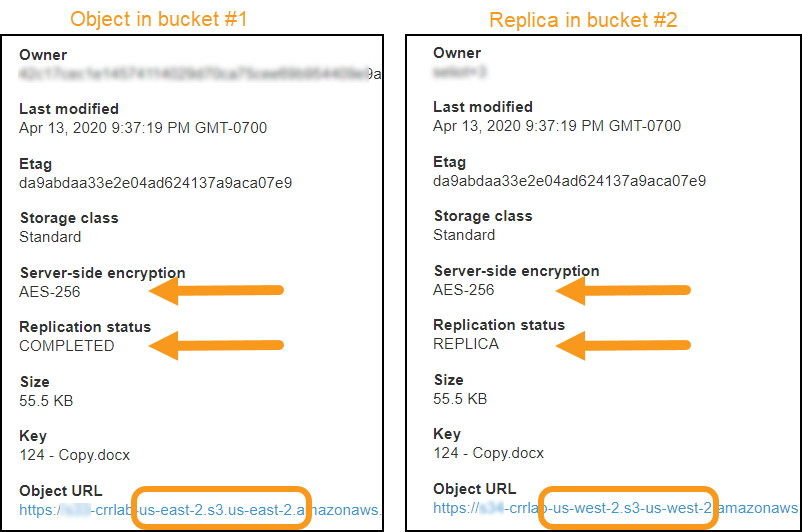 Object in bucket #1
Owner
9a
Last modified
Apr 13, 2020 9:37:19 PM GMT-0700
Etag
da9abdaa33e2e04ad624137a9aca07e9
Storage class
Standard
Server-side encryption
AES-256
Replication status
COMPLETED
Size
55.5 KB
Key
124 - Copy.docx
Object URL
https:/ -crrlab-us-east-2.s3.us-east-2.amazonaws.
Replica in bucket #2
Owner
Last modified
Apr 13, 2020 9:37:19 PM GMT-0700
Etag
da9abdaa33e2e04ad624137a9aca07e9
Storage class
Standard
Server-side encryption
AES-256
Replication status
REPLICA
Size
55.5 KB
Key
124 - Copy.docx
Object URL
https:// -crrlab-us-west-2.s3-us-west-2.amazonaws